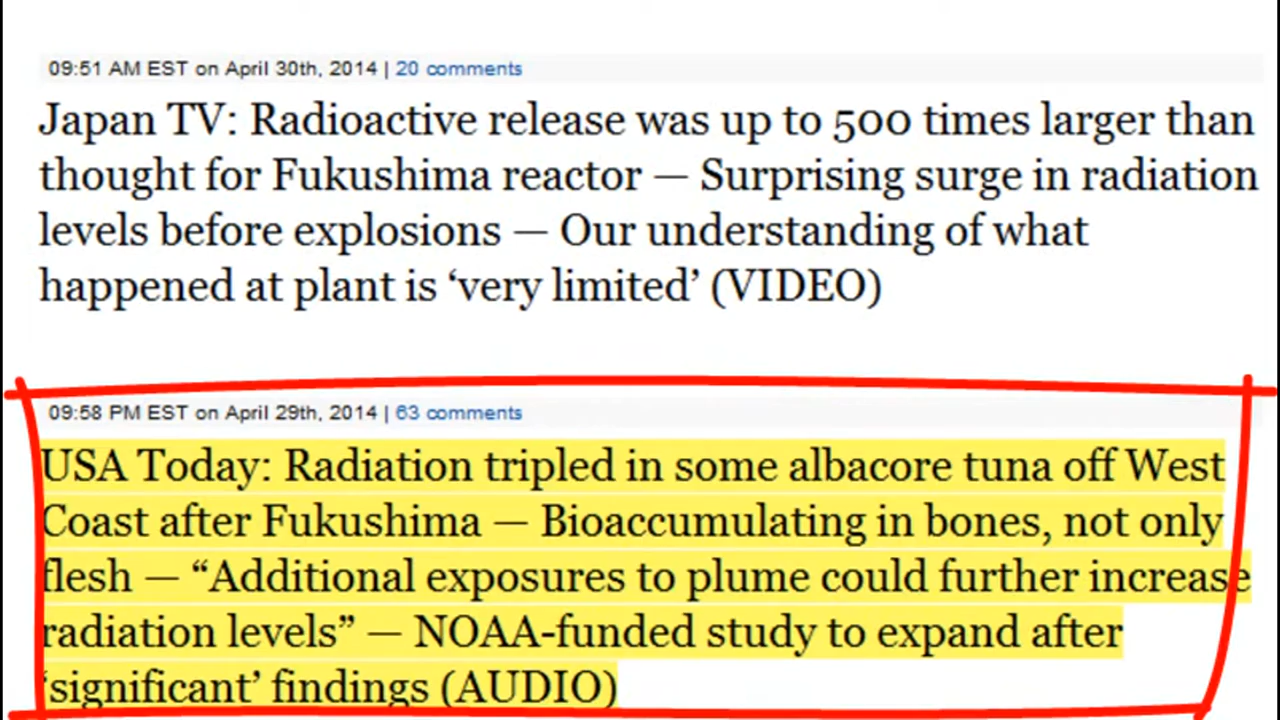 09:51 AM EST on April 30th, 2014 | 20 comments
Japan TV: Radioactive release was up to 500 times larger than
thought for Fukushima reactor — Surprising surge in radiation
levels before explosions — Our understanding of what
happened at plant is ‘very limited’ (VIDEO)
09:58 PM EST on April 29th, 2014 | 63 comments
USA Today: Radiation tripled in some albacore tuna off West
Coast after Fukushima — Bioaccumulating in bones, not only
flesh — “Additional exposures to plume could further increase
radiation levels” — NOAA-funded study to expand after
‘significant’ findings (AUDIO)